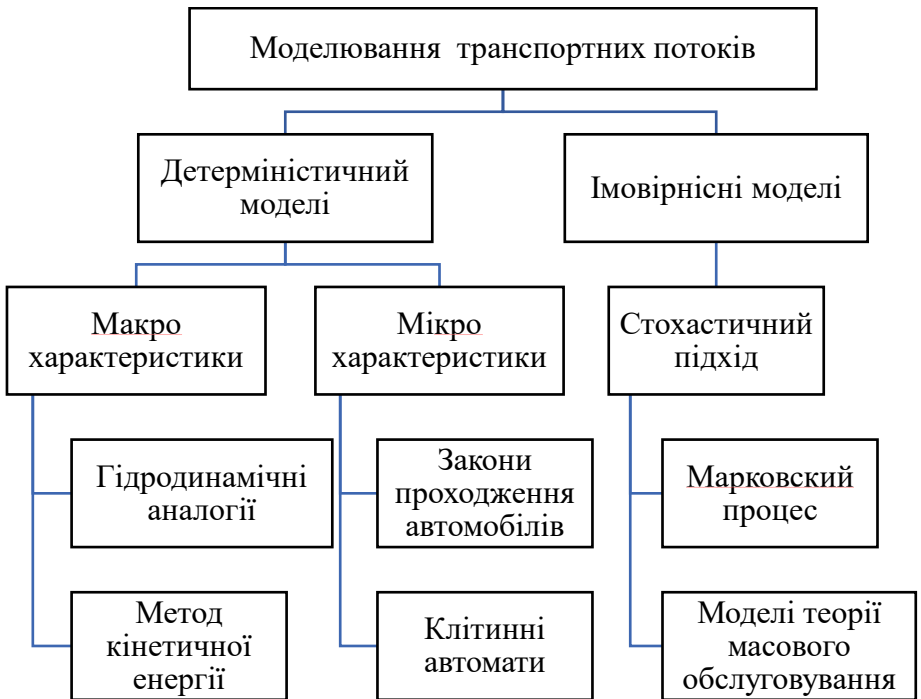 Моделювання транспортних потоків
Детерміністичний
моделі
Імовірнісні моделі
Макро
характеристики
Мікро
характеристики
Стохастичний
підхід
Гідродинамічні
аналогії
Закони
проходження
автомобілів
Марковский
процес
Метод
кінетичної
енергії
Клітинні
автомати
Моделі теорії
масового
обслуговування